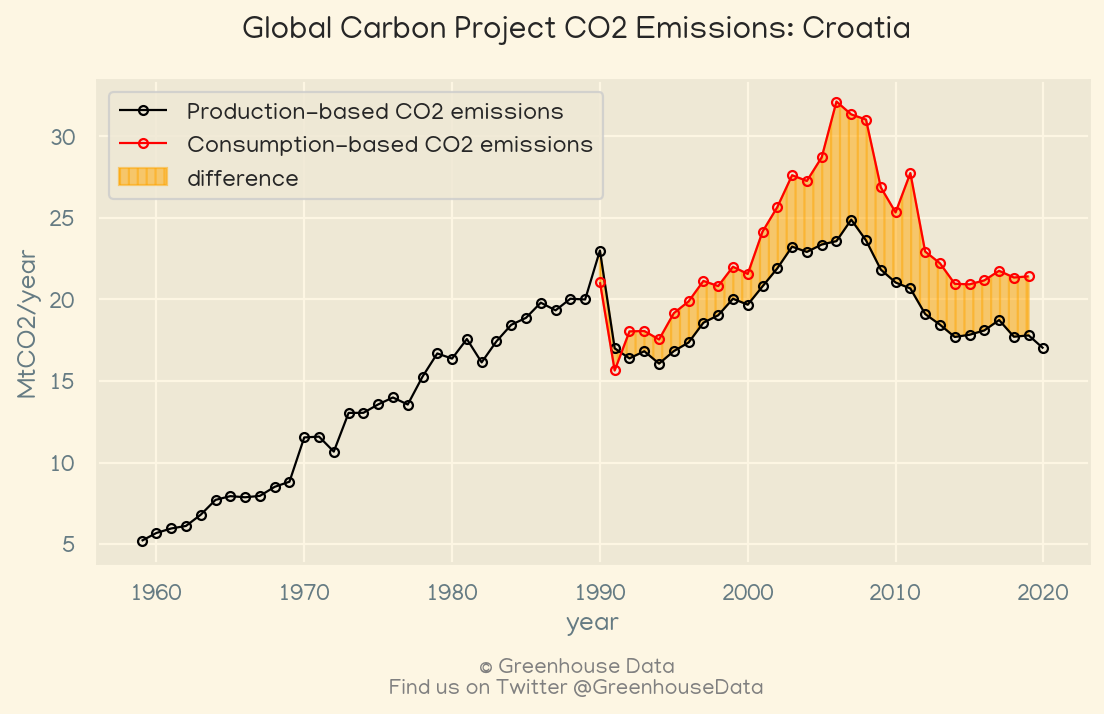 Global Carbon Project CO2 Emissions: Croatia
Production-based CO2 emissions
Consumption-based CO2 emissions
difference
MtCO2/year
30
25
20
15
10
5
1960 1970 1980 1990 2000 2010 2020
year
© Greenhouse Data
Find us on Twitter @GreenhouseData